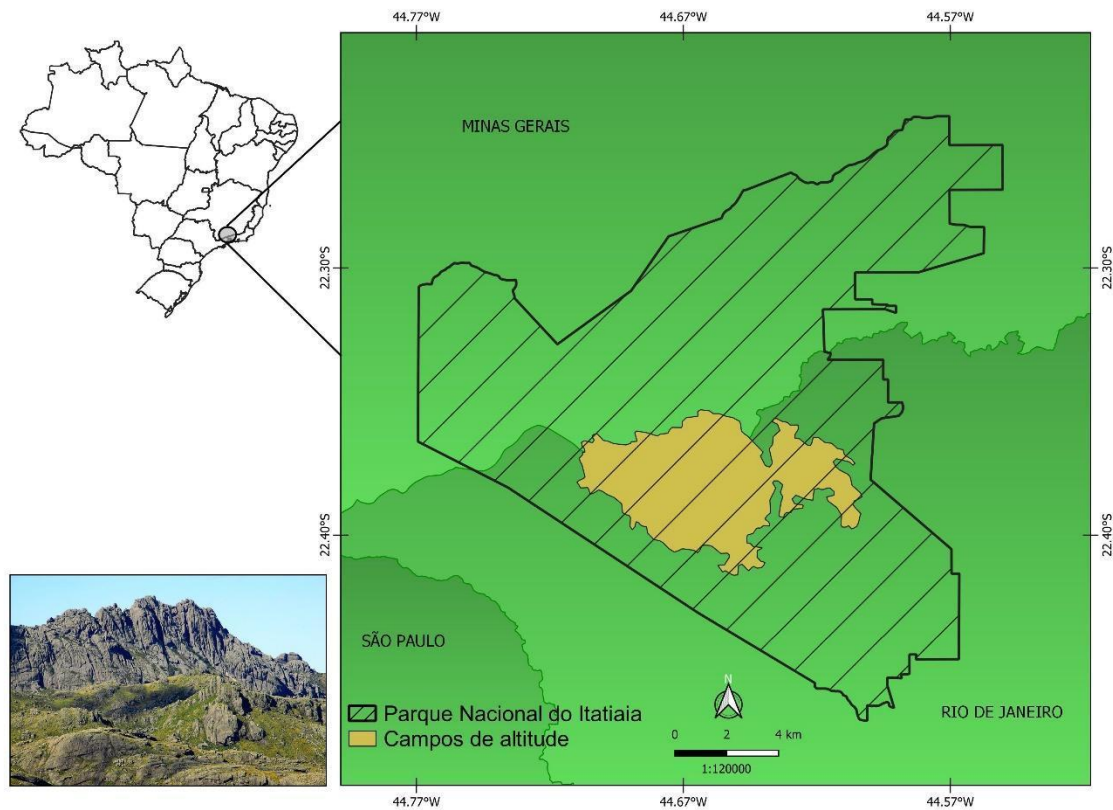 44.77°W
44.67°W
44.57°W
MINAS GERAIS
22.30°S
22.30°S
22.40°S
22.40°S
SÃO PAULO
RIO DE JANEIRO
N
Parque Nacional do Itatiaia
Campos de altitude
0 2 4 km
1:120000
44.77°W
44.67°W
44.57°W